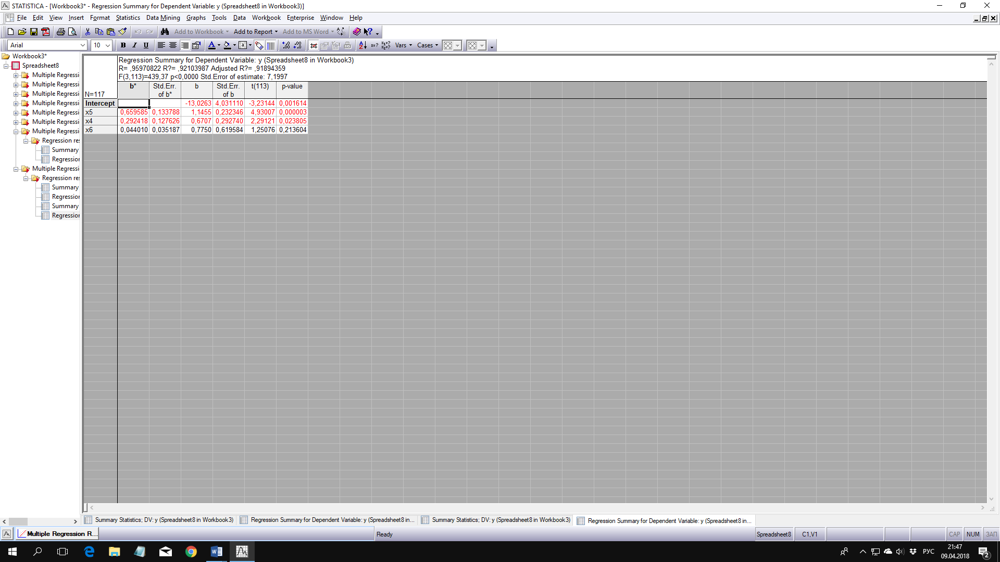 STATISTICA - [Workbook3* - Regression Summary for Dependent Variable: y (Spreadsheet8 in Workbook3)]
File Edit View Insert Format Statistics Data Mining Graphs Tools Data Workbook Enterprise Window Help
Add to Workbook Add to Report Add to MS Word
Arial 10 B I U A Vars Cases
Workbook3*
Spreadsheet8
Multiple Regressi
Multiple Regressi
Multiple Regressi
Multiple Regressi
Multiple Regressi
Multiple Regressi
Multiple Regressi
Regression res
Summary
Regression
Multiple Regressi
Regression res
Summary
Regression
Summary
Regression
Regression Summary for Dependent Variable: y (Spreadsheet8 in Workbook3)
R= ,95970822 R?= ,92103987 Adjusted R?= ,91894359
F(3,113)=439,37 p<0,0000 Std.Error of estimate: 7,1997
N=117 b* Std.Err. of b* b Std.Err. of b t(113) p-value
Intercept -13,0263 4,031110 -3,23144 0,001614
x5 0,659585 0,133788 1,1455 0,232346 4,93007 0,000003
x4 0,292418 0,127626 0,6707 0,292740 2,29121 0,023805
x6 0,044010 0,035187 0,7750 0,619584 1,25076 0,213604
Summary Statistics; DV: y (Spreadsheet8 in Workbook3) Regression Summary for Dependent Variable: y (Spreadsheet8 in... Summary Statistics; DV: y (Spreadsheet8 in Workbook3) Regression Summary for Dependent Variable: y (Spreadsheet8 in...
Multiple Regression R... Ready Spreadsheet8 C1,V1 CAP NUM ЗАП
РУС 21:47
09.04.2018 2